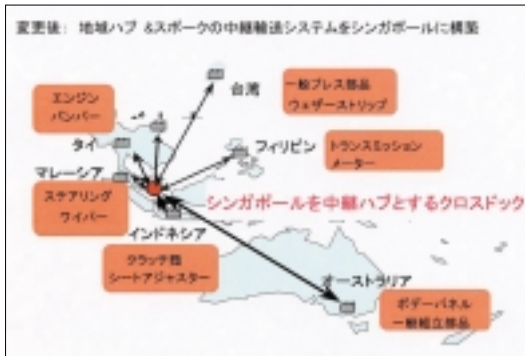 変更後： 地域ハブ &スポークの中継輸送システムをシンガポールに構築
台湾
一般プレス部品
ウェザーストリップ
エンジン
バンパー
タイ
フィリピン
トランスミッション
メーター
マレーシア
ステアリング
ワイパー
シンガポールを中継ハブとするクロスドック
インドネシア
クラッチ他
シートアジャスター
オーストラリア
ボデーパネル
一般組立部品